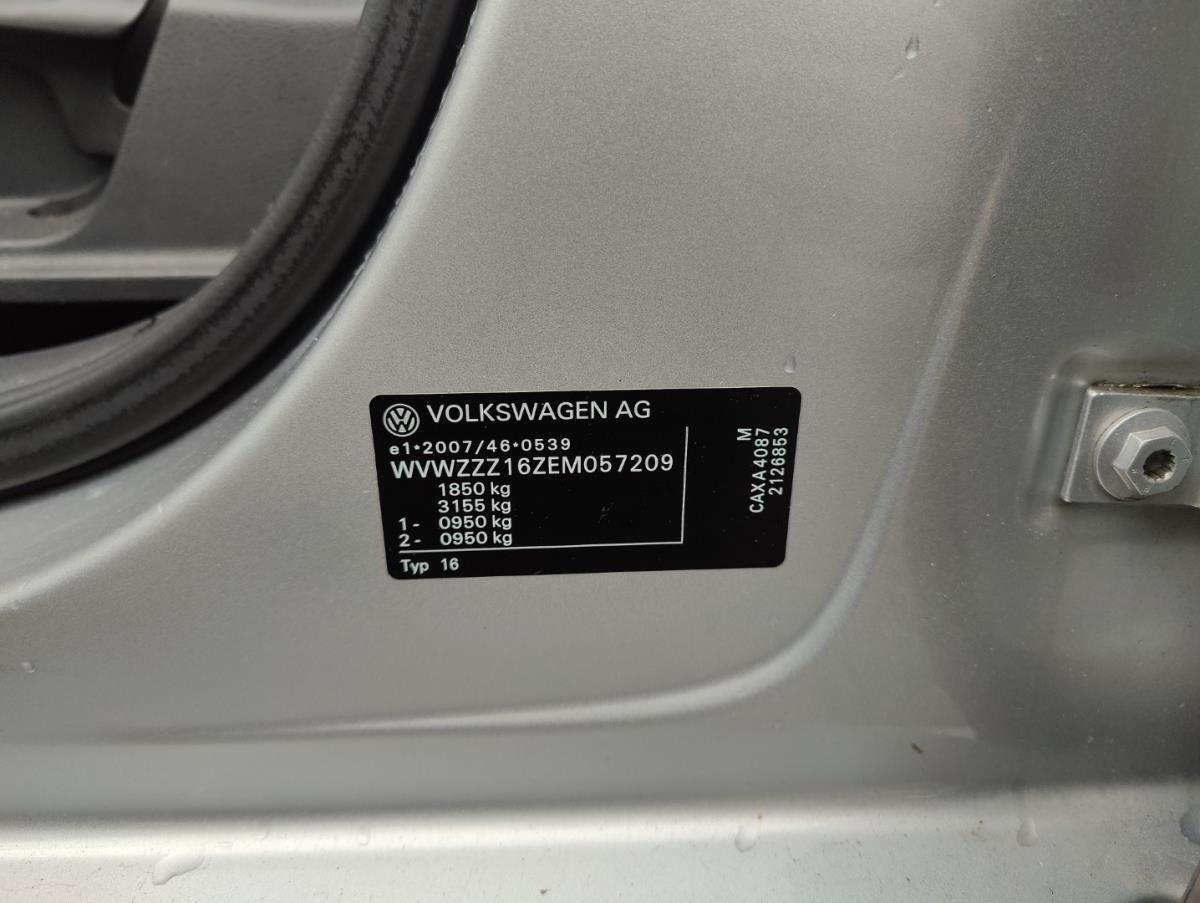 VOLKSWAGEN AG
e1*2007/46*0539
WVWZZZ16ZEM057209
1850 kg
3155 kg
1- 0950 kg
2- 0950 kg
Typ 16
M
CAXA4087
2126853